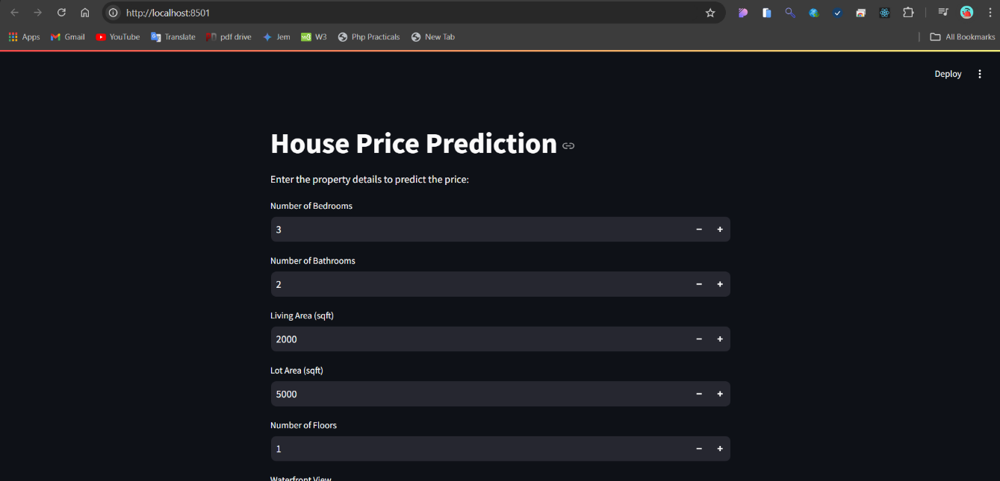 http://localhost:8501
Apps Gmail YouTube Translate pdf drive Jem W3 Php Practicals New Tab All Bookmarks
Deploy
House Price Prediction
Enter the property details to predict the price:
Number of Bedrooms
3
Number of Bathrooms
2
Living Area (sqft)
2000
Lot Area (sqft)
5000
Number of Floors
1
Waterfront View